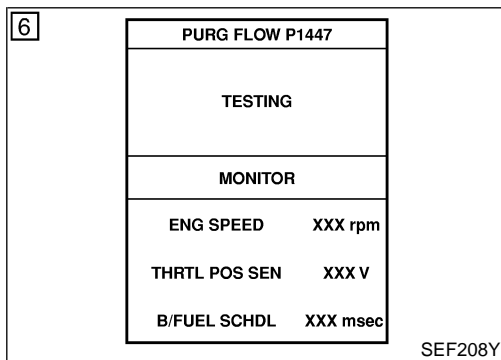 6
PURG FLOW P1447
TESTING
MONITOR
ENG SPEED XXX rpm
THRTL POS SEN XXX V
B/FUEL SCHDL XXX msec
SEF208Y